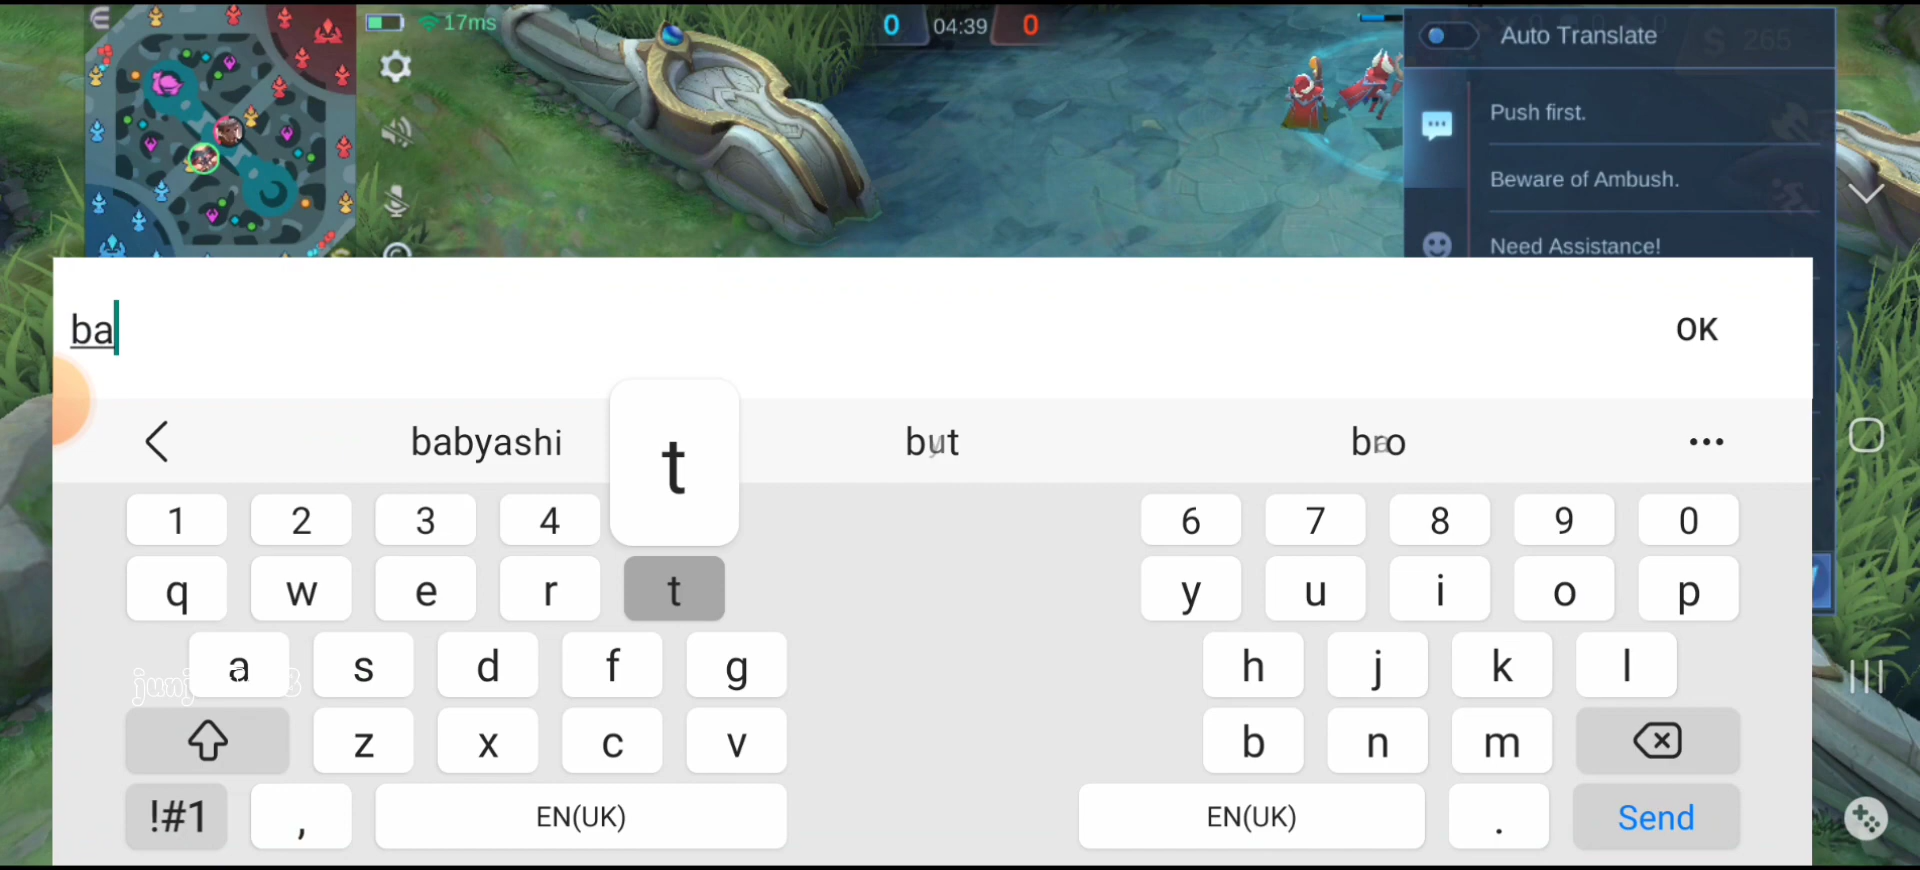 17ms
0 04:39 0
Auto Translate
265
Push first.
Beware of Ambush.
Need Assistance!
ba
OK
babyashi but bro
t
1 2 3 4 6 7 8 9 0
q w e r t y u i o p
a s d f g h j k l
z x c v b n m
!#1 , EN(UK) EN(UK) . Send